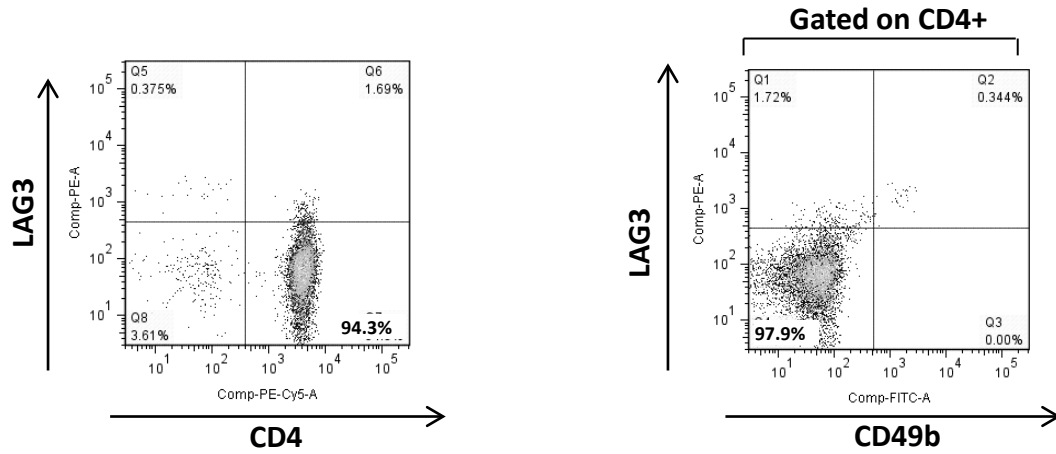 Gated on CD4+
Q5
0.375%
Q6
1.69%
Q8
3.61%
94.3%
10^5
10^4
10^3
10^2
10^1
10^1
10^2
10^3
10^4
10^5
Comp-PE-A
LAG3
Comp-PE-Cy5-A
CD4
Q1
1.72%
Q2
0.344%
Q3
0.00%
97.9%
10^5
10^4
10^3
10^2
10^1
10^1
10^2
10^3
10^4
10^5
Comp-PE-A
LAG3
Comp-FITC-A
CD49b